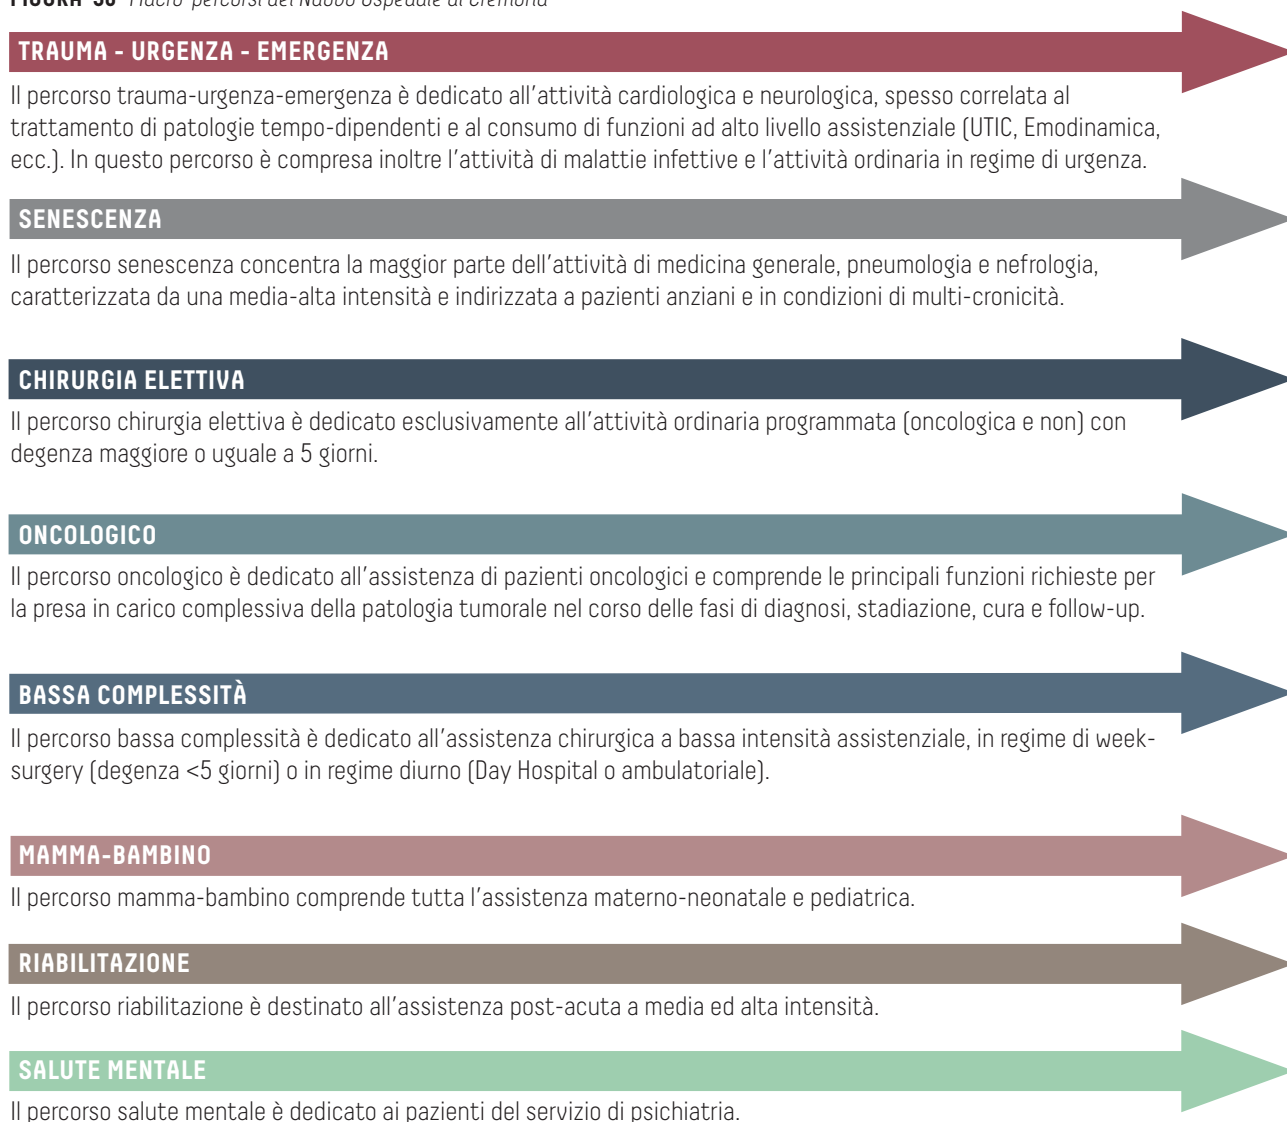 FIGURA 30 Macro-percorsi del Nuovo Ospedale di Cremona
TRAUMA - URGENZA - EMERGENZA
Il percorso trauma-urgenza-emergenza è dedicato all'attività cardiologica e neurologica, spesso correlata al
trattamento di patologie tempo-dipendenti e al consumo di funzioni ad alto livello assistenziale (UTIC, Emodinamica,
ecc.). In questo percorso è compresa inoltre l'attività di malattie infettive e l'attività ordinaria in regime di urgenza.
SENESCENZA
Il percorso senescenza concentra la maggior parte dell'attività di medicina generale, pneumologia e nefrologia,
caratterizzata da una media-alta intensità e indirizzata a pazienti anziani e in condizioni di multi-cronicità.
CHIRURGIA ELETTIVA
Il percorso chirurgia elettiva è dedicato esclusivamente all'attività ordinaria programmata (oncologica e non) con
degenza maggiore o uguale a 5 giorni.
ONCOLOGICO
Il percorso oncologico è dedicato all'assistenza di pazienti oncologici e comprende le principali funzioni richieste per
la presa in carico complessiva della patologia tumorale nel corso delle fasi di diagnosi, stadiazione, cura e follow-up.
BASSA COMPLESSITÀ
Il percorso bassa complessità è dedicato all'assistenza chirurgica a bassa intensità assistenziale, in regime di week-
surgery (degenza <5 giorni) o in regime diurno (Day Hospital o ambulatoriale).
MAMMA-BAMBINO
Il percorso mamma-bambino comprende tutta l'assistenza materno-neonatale e pediatrica.
RIABILITAZIONE
Il percorso riabilitazione è destinato all'assistenza post-acuta a media ed alta intensità.
SALUTE MENTALE
Il percorso salute mentale è dedicato ai pazienti del servizio di psichiatria.